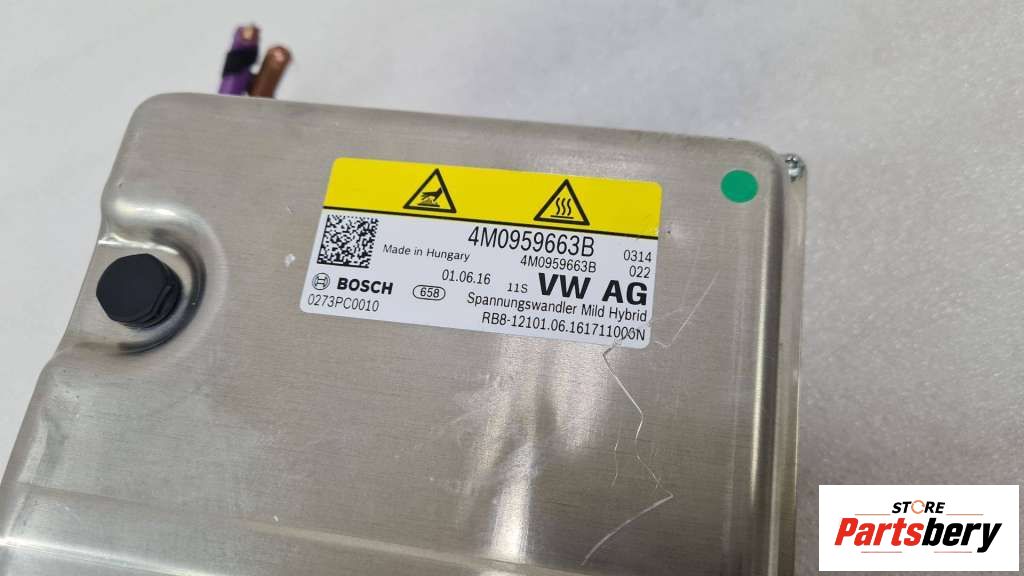 4M0959663B
0314
Made in Hungary
4M0959663B
022
01.06.16
11S
VW AG
BOSCH
658
Spannungswandler Mild Hybrid
0273PC0010
RB8-12101.06.161711006N
STORE
Partsbery